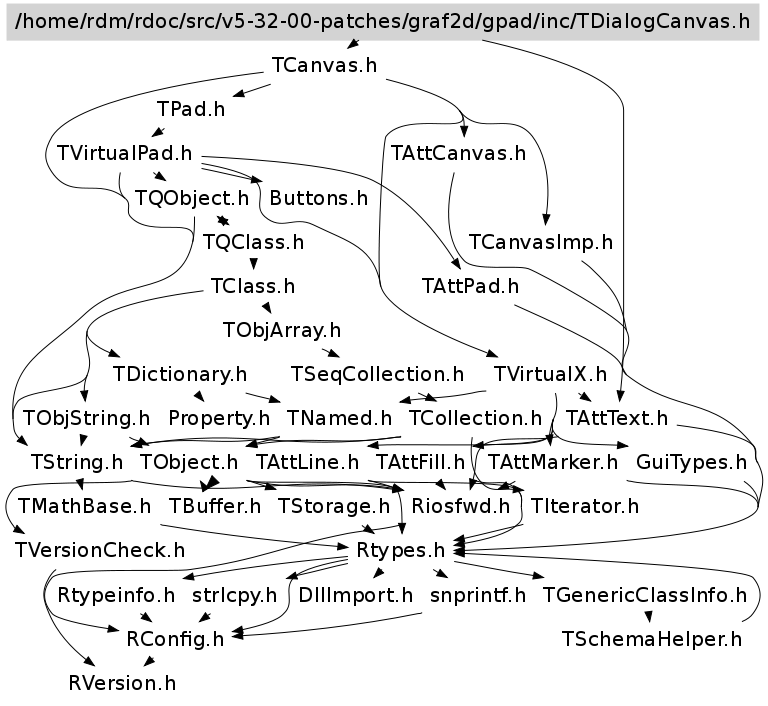 /home/rdm/rdoc/src/v5-32-00-patches/graf2d/gpad/inc/TDialogCanvas.h
TCanvas.h
TPad.h
TVirtualPad.h
TAttCanvas.h
TQObject.h
Buttons.h
TQClass.h
TCanvasImp.h
TClass.h
TAttPad.h
TObjArray.h
TDictionary.h
TSeqCollection.h
TVirtualX.h
TObjString.h
Property.h
TNamed.h
TCollection.h
TAttText.h
TString.h
TObject.h
TAttLine.h
TAttFill.h
TAttMarker.h
GuiTypes.h
TMathBase.h
TBuffer.h
TStorage.h
Riosfwd.h
TIterator.h
TVersionCheck.h
Rtypes.h
Rtypeinfo.h
strlcpy.h
DllImport.h
snprintf.h
TGenericClassInfo.h
RConfig.h
TSchemaHelper.h
RVersion.h